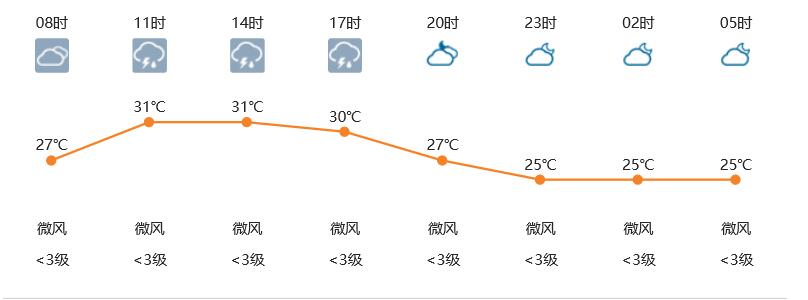 08时 11时 14时 17时 20时 23时 02时 05时
27℃ 31℃ 31℃ 30℃ 27℃ 25℃ 25℃ 25℃
微风 微风 微风 微风 微风 微风 微风 微风
<3级 <3级 <3级 <3级 <3级 <3级 <3级 <3级